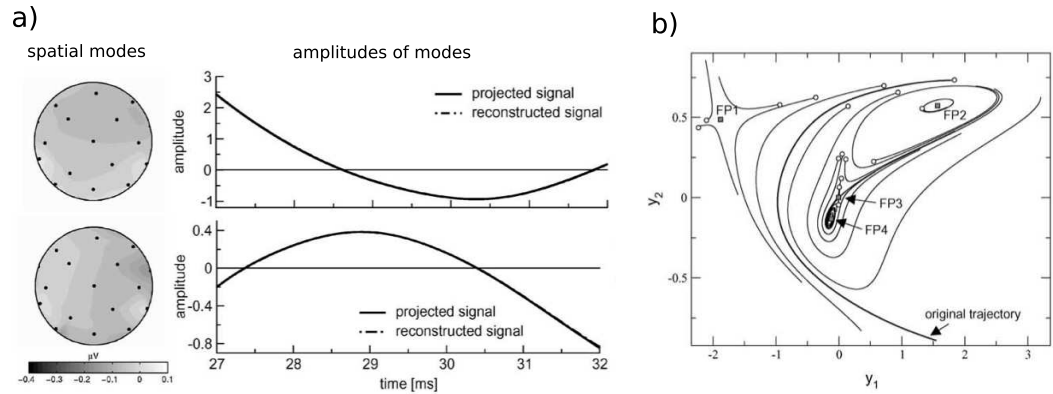 a)
spatial modes
amplitudes of modes
3
2
1
0
-1
amplitude
projected signal
reconstructed signal
0.4
0
-0.4
-0.8
amplitude
projected signal
reconstructed signal
27
28
29
30
31
32
time [ms]
μV
-0.4
-0.3
-0.2
-0.1
0
0.1
b)
0.5
0
-0.5
y2
FP1
FP2
FP3
FP4
original trajectory
-2
-1
0
1
2
3
y1